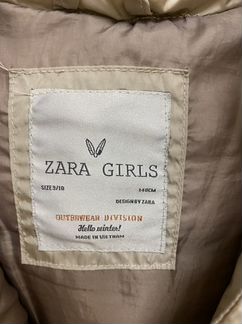 ZARA GIRLS
SIZE 9/10 140CM
DESIGN BY ZARA
OUTERWEAR DIVISION
Hello winter!
MADE IN VIETNAM